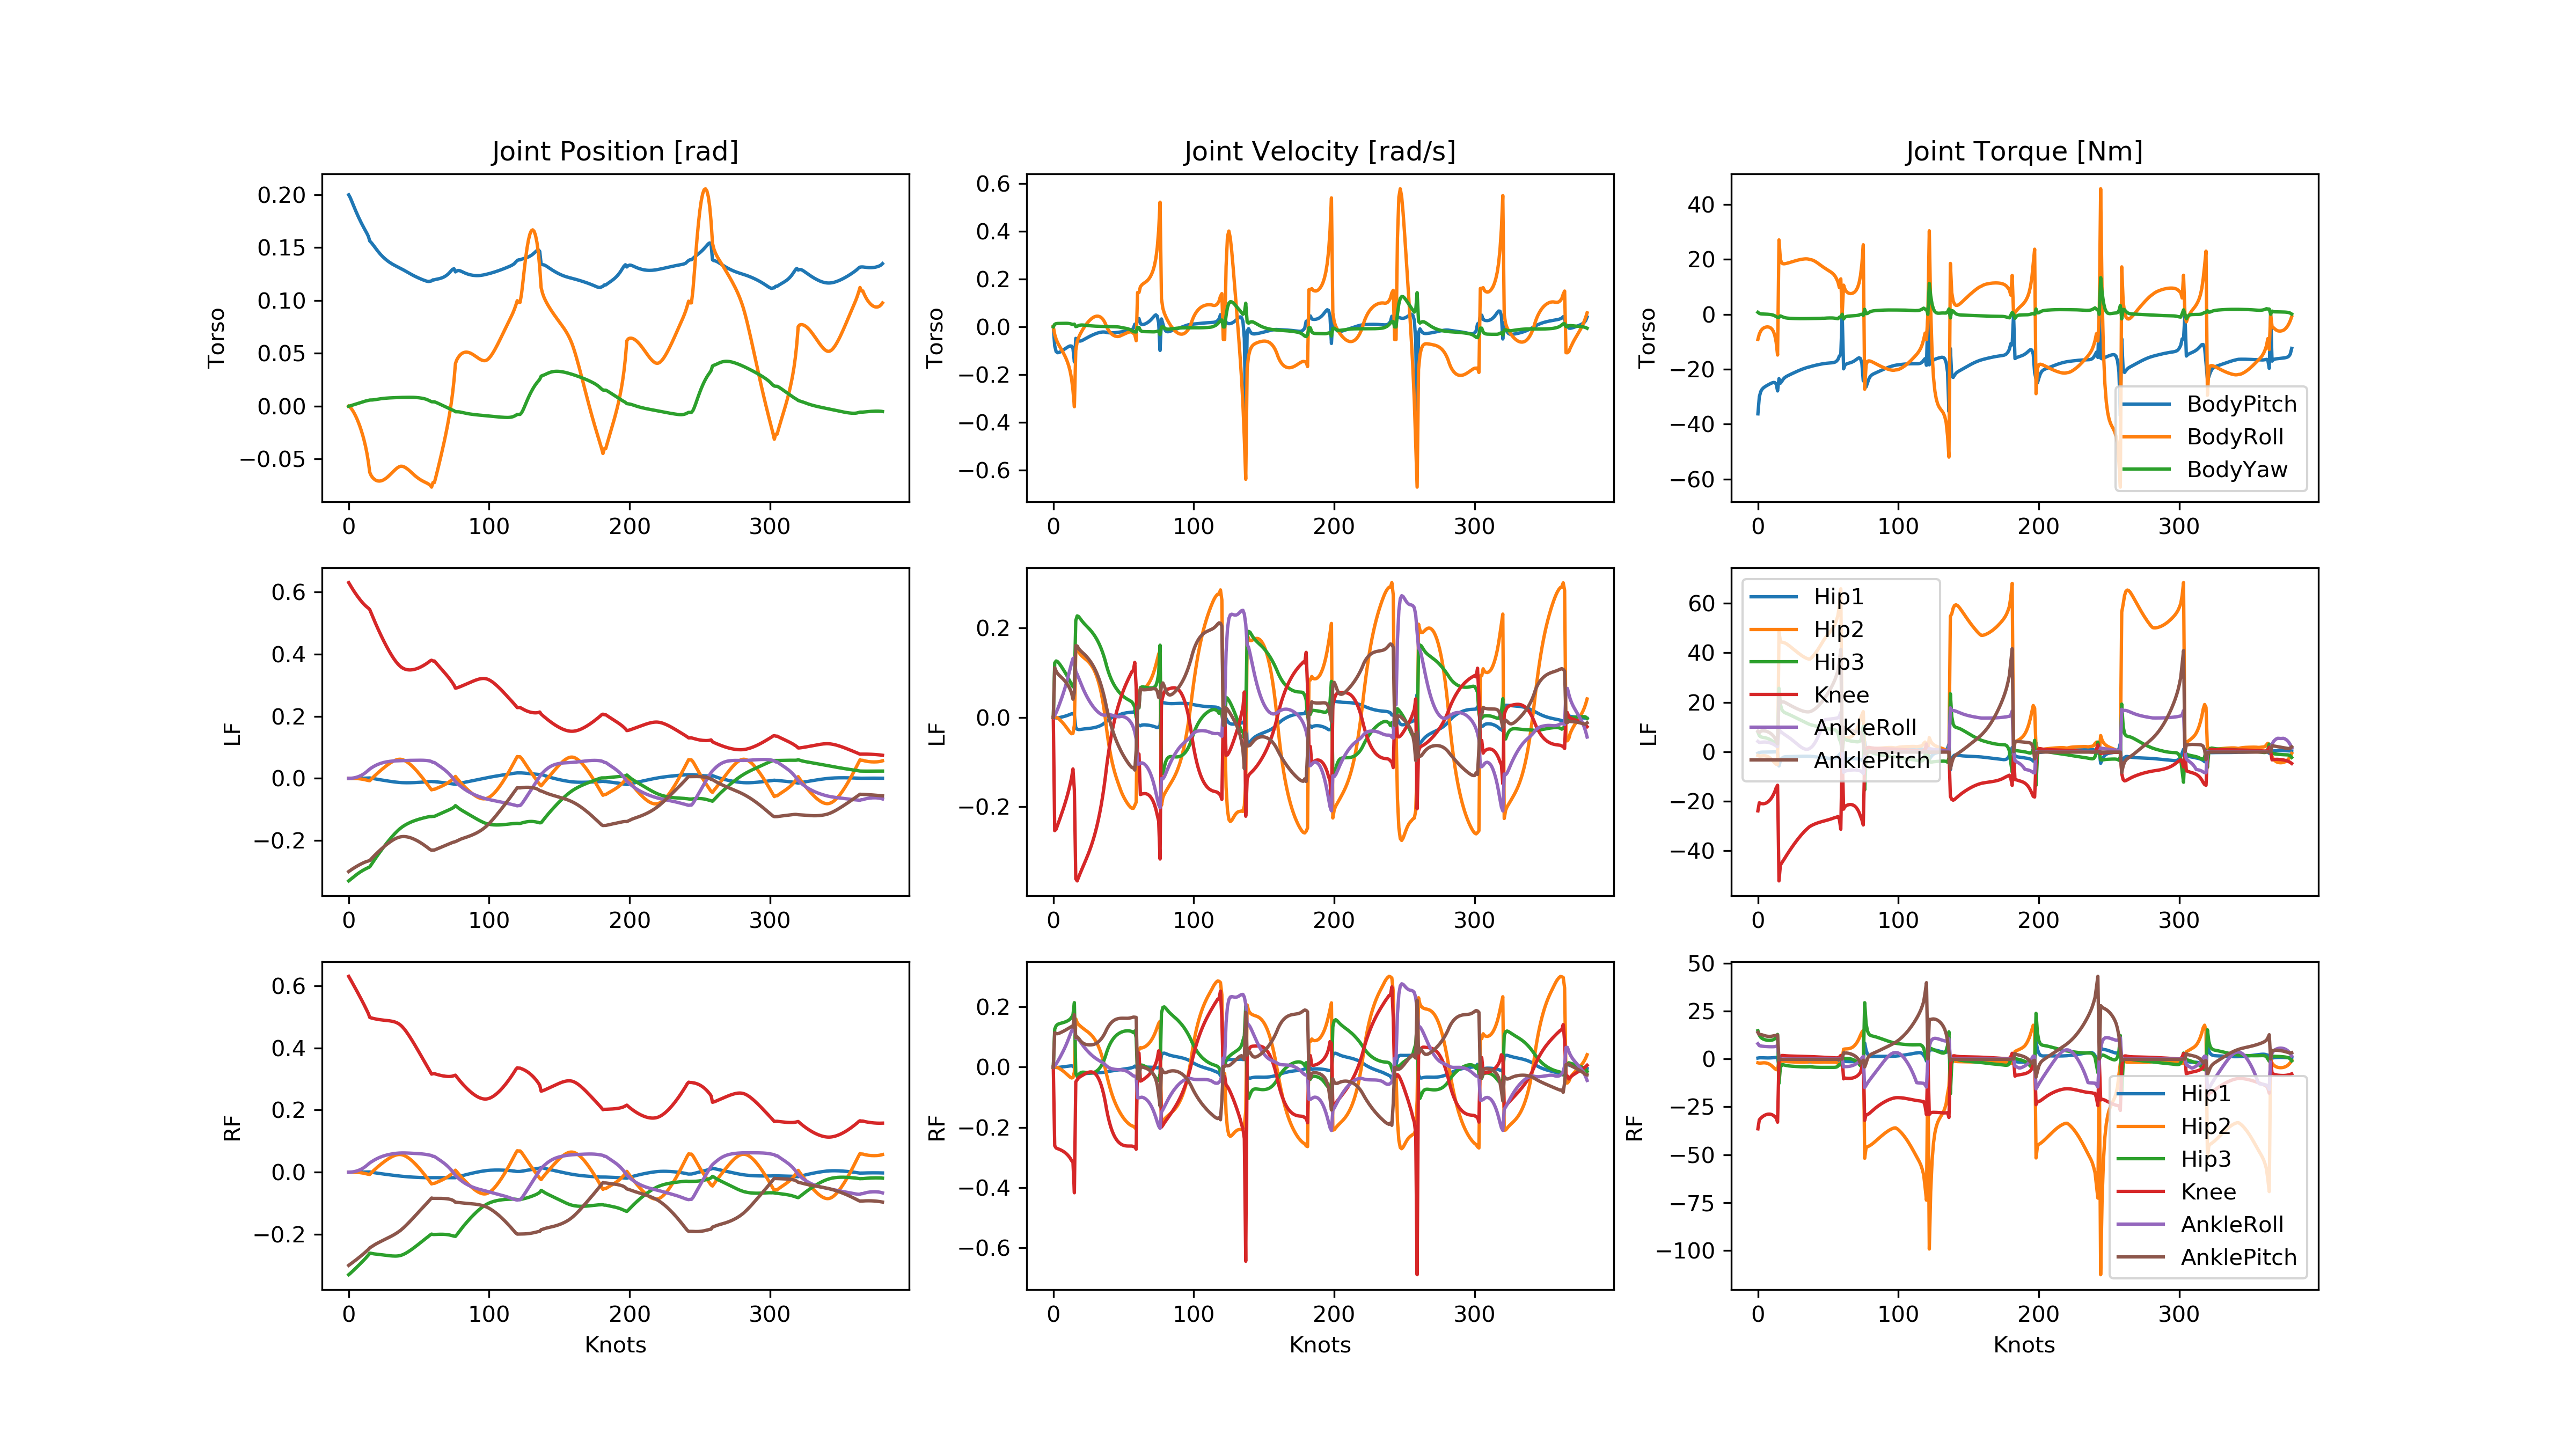 Joint Position [rad]
Joint Velocity [rad/s]
Joint Torque [Nm]
Torso
0.20
0.15
0.10
0.05
0.00
−0.05
0 100 200 300
Torso
0.6
0.4
0.2
0.0
−0.2
−0.4
−0.6
0 100 200 300
Torso
40
20
0
−20
−40
−60
0 100 200 300
BodyPitch
BodyRoll
BodyYaw
LF
0.6
0.4
0.2
0.0
−0.2
0 100 200 300
LF
0.2
0.0
−0.2
0 100 200 300
LF
60
40
20
0
−20
−40
0 100 200 300
Hip1
Hip2
Hip3
Knee
AnkleRoll
AnklePitch
RF
0.6
0.4
0.2
0.0
−0.2
0 100 200 300
Knots
RF
0.2
0.0
−0.2
−0.4
−0.6
0 100 200 300
Knots
RF
50
25
0
−25
−50
−75
−100
0 100 200 300
Knots
Hip1
Hip2
Hip3
Knee
AnkleRoll
AnklePitch